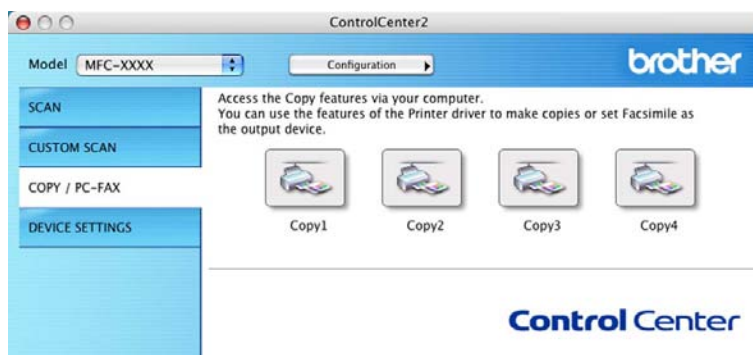 ControlCenter2
Model MFC-XXXX Configuration brother
SCAN
CUSTOM SCAN
COPY / PC-FAX
DEVICE SETTINGS
Access the Copy features via your computer.
You can use the features of the Printer driver to make copies or set Facsimile as
the output device.
Copy1 Copy2 Copy3 Copy4
Control Center